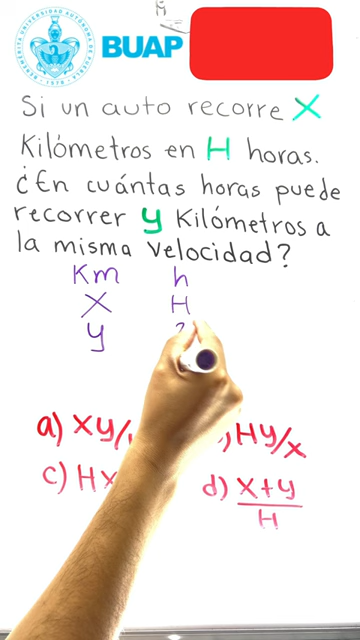 BUAP
Si un auto recorre X
Kilómetros en H horas.
¿En cuántas horas puede
recorrer y Kilómetros a
la misma velocidad?
Km h
X H
y
a) Xy/ ) Hy/x
c) Hx d) x+y
H